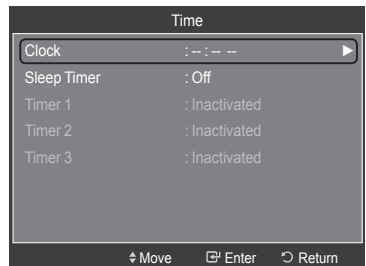 Time
Clock : -- : -- --
Sleep Timer : Off
Timer 1 : Inactivated
Timer 2 : Inactivated
Timer 3 : Inactivated
Move Enter Return